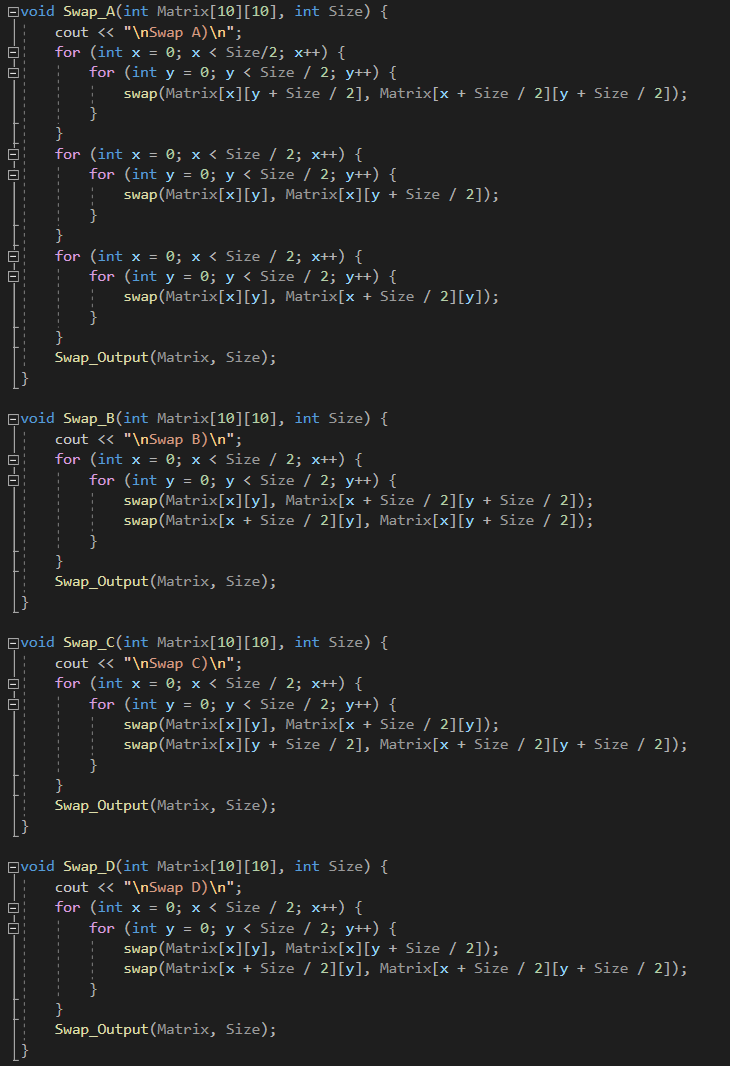 void Swap_A(int Matrix[10][10], int Size) {
    cout << "\nSwap A)\n";
    for (int x = 0; x < Size/2; x++) {
        for (int y = 0; y < Size / 2; y++) {
            swap(Matrix[x][y + Size / 2], Matrix[x + Size / 2][y + Size / 2]);
        }
    }
    for (int x = 0; x < Size / 2; x++) {
        for (int y = 0; y < Size / 2; y++) {
            swap(Matrix[x][y], Matrix[x][y + Size / 2]);
        }
    }
    for (int x = 0; x < Size / 2; x++) {
        for (int y = 0; y < Size / 2; y++) {
            swap(Matrix[x][y], Matrix[x + Size / 2][y]);
        }
    }
    Swap_Output(Matrix, Size);
}
void Swap_B(int Matrix[10][10], int Size) {
    cout << "\nSwap B)\n";
    for (int x = 0; x < Size / 2; x++) {
        for (int y = 0; y < Size / 2; y++) {
            swap(Matrix[x][y], Matrix[x + Size / 2][y + Size / 2]);
            swap(Matrix[x + Size / 2][y], Matrix[x][y + Size / 2]);
        }
    }
    Swap_Output(Matrix, Size);
}
void Swap_C(int Matrix[10][10], int Size) {
    cout << "\nSwap C)\n";
    for (int x = 0; x < Size / 2; x++) {
        for (int y = 0; y < Size / 2; y++) {
            swap(Matrix[x][y], Matrix[x + Size / 2][y]);
            swap(Matrix[x][y + Size / 2], Matrix[x + Size / 2][y + Size / 2]);
        }
    }
    Swap_Output(Matrix, Size);
}
void Swap_D(int Matrix[10][10], int Size) {
    cout << "\nSwap D)\n";
    for (int x = 0; x < Size / 2; x++) {
        for (int y = 0; y < Size / 2; y++) {
            swap(Matrix[x][y], Matrix[x][y + Size / 2]);
            swap(Matrix[x + Size / 2][y], Matrix[x + Size / 2][y + Size / 2]);
        }
    }
    Swap_Output(Matrix, Size);
}